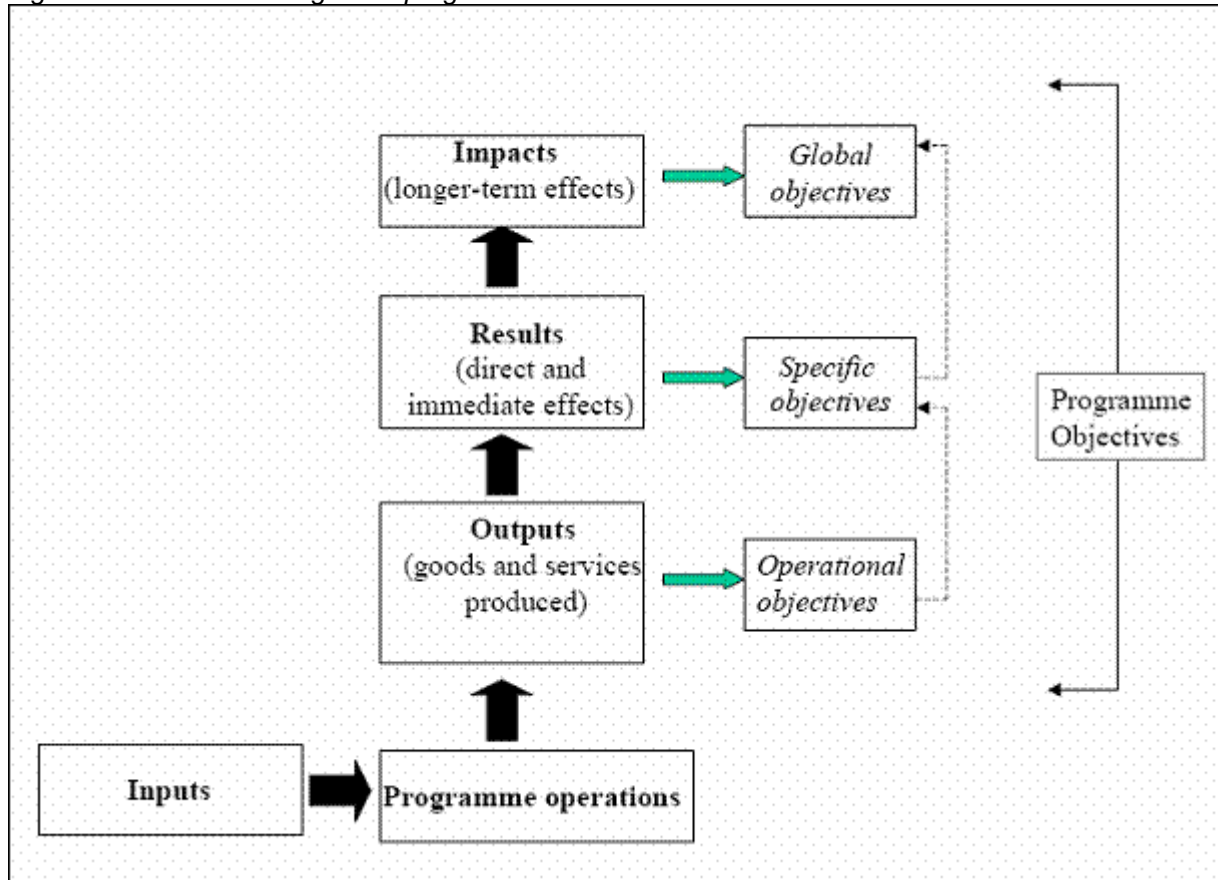 Impacts
(longer-term effects)
Global
objectives
Results
(direct and
immediate effects)
Specific
objectives
Programme
Objectives
Outputs
(goods and services
produced)
Operational
objectives
Inputs
Programme operations